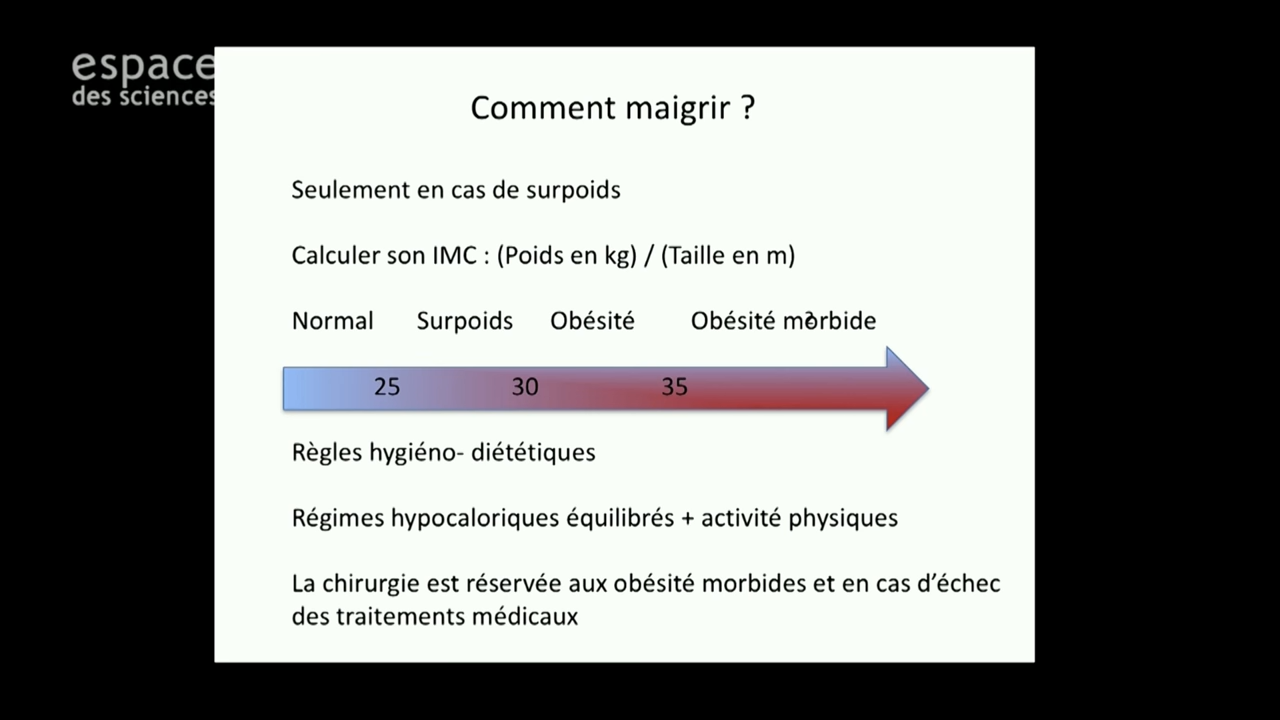 espace
des sciences
Comment maigrir ?
Seulement en cas de surpoids
Calculer son IMC : (Poids en kg) / (Taille en m)
2
Normal Surpoids Obésité Obésité morbide
25 30 35
Règles hygiéno- diététiques
Régimes hypocaloriques équilibrés + activité physiques
La chirurgie est réservée aux obésité morbides et en cas d’échec
des traitements médicaux